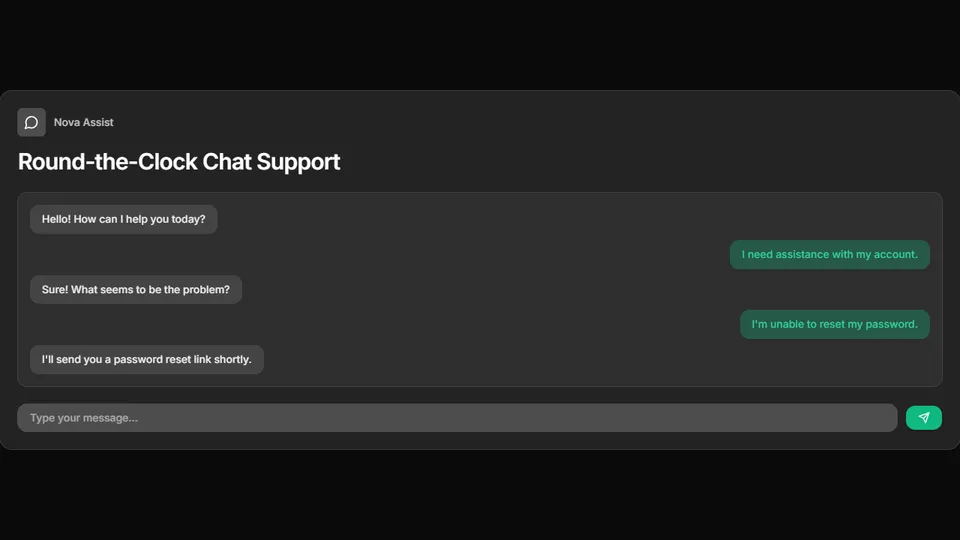 Nova Assist
Round-the-Clock Chat Support
Hello! How can I help you today?
I need assistance with my account.
Sure! What seems to be the problem?
I'm unable to reset my password.
I'll send you a password reset link shortly.
Type your message...